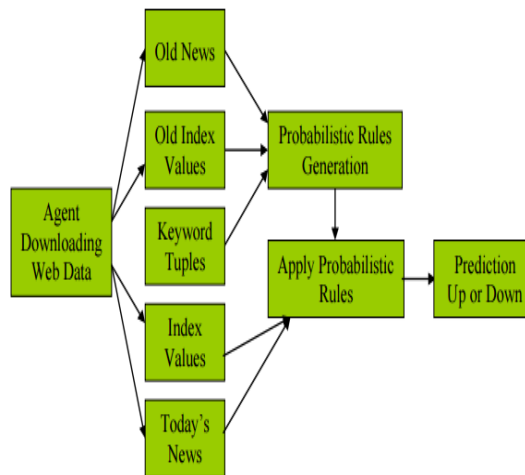 Old News
Old Index
Values
Probabilistic Rules
Generation
Agent
Downloading
Web Data
Keyword
Tuples
Apply Probabilistic
Rules
Prediction
Up or Down
Index
Values
Today's
News